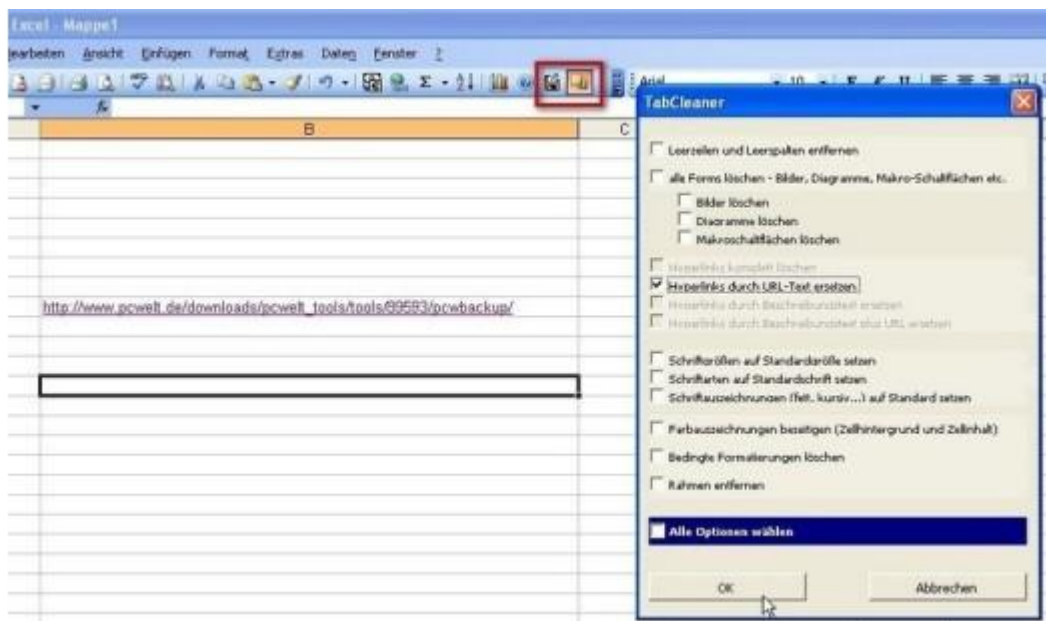 Excel - Mappe1
earbeiten Ansicht Einfügen Format Extras Daten Fenster ?
Arial 10 F K U
fx
B C
http://www.pcwelt.de/downloads/pcwelt_tools/tools/99593/pcwbackup/
TabCleaner
Leerzeilen und Leerspalten entfernen
alle Forms löschen - Bilder, Diagramme, Makro-Schaltflächen etc.
Bilder löschen
Diagramme löschen
Makroschaltflächen löschen
Hyperlinks komplett löschen
Hyperlinks durch URL-Text ersetzen
Hyperlinks durch Beschreibungstext ersetzen
Hyperlinks durch Beschreibungstext plus URL ersetzen
Schriftgrößen auf Standardgröße setzen
Schriftarten auf Standardschrift setzen
Schriftauszeichnungen (fett, kursiv...) auf Standard setzen
Farbauszeichnungen beseitigen (Zellhintergrund und Zellinhalt)
Bedingte Formatierungen löschen
Rahmen entfernen
Alle Optionen wählen
OK Abbrechen